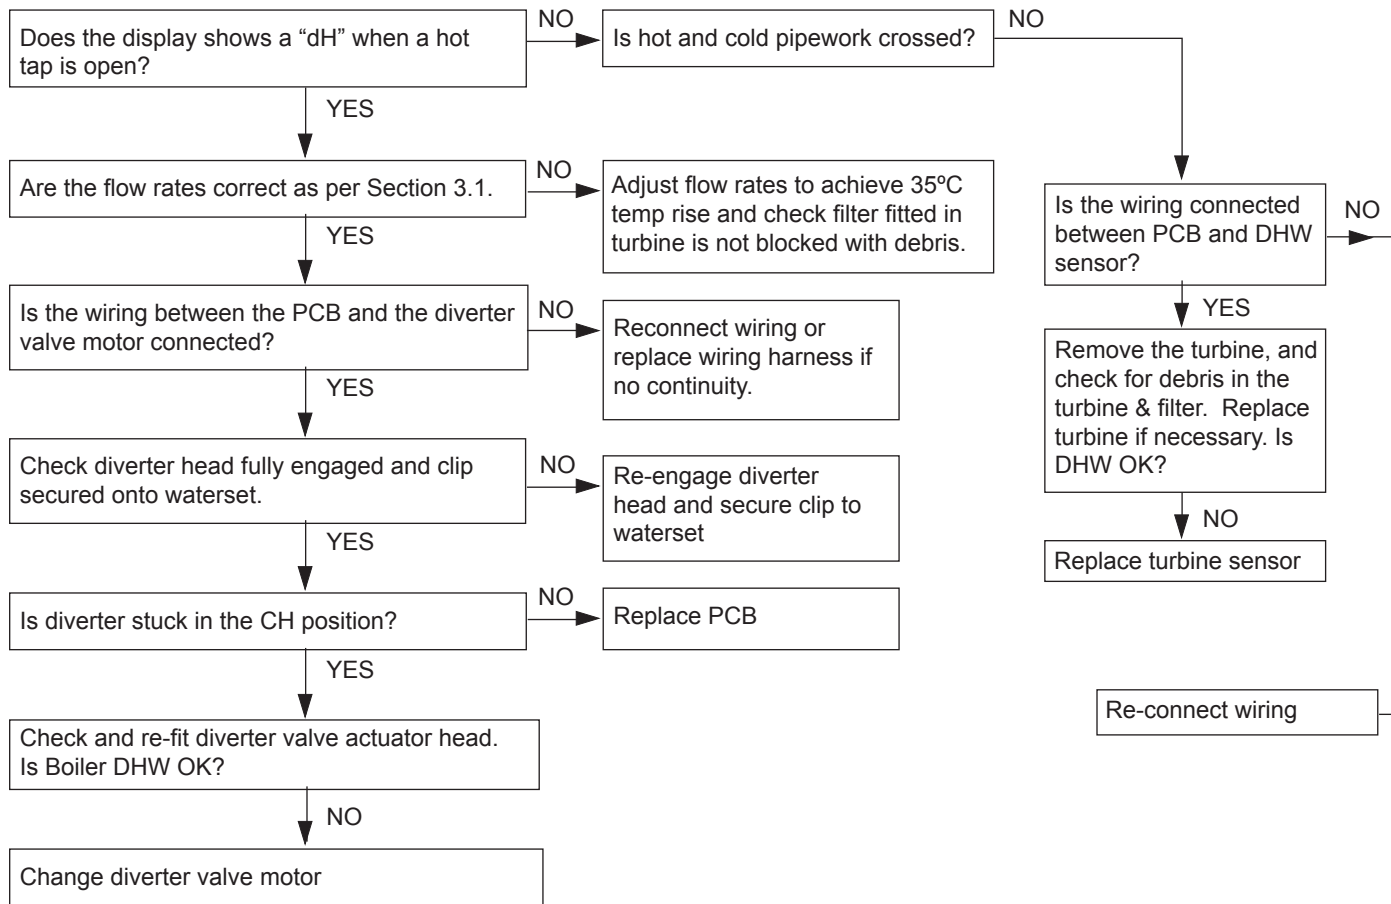 Does the display shows a “dH” when a hot
tap is open?
NO
Is hot and cold pipework crossed?
NO
YES
Are the flow rates correct as per Section 3.1.
NO
Adjust flow rates to achieve 35ºC
temp rise and check filter fitted in
turbine is not blocked with debris.
Is the wiring connected
between PCB and DHW
sensor?
NO
YES
Is the wiring between the PCB and the diverter
valve motor connected?
NO
Reconnect wiring or
replace wiring harness if
no continuity.
YES
Remove the turbine, and
check for debris in the
turbine & filter.  Replace
turbine if necessary. Is
DHW OK?
YES
Check diverter head fully engaged and clip
secured onto waterset.
NO
Re-engage diverter
head and secure clip to
waterset
NO
Replace turbine sensor
YES
Is diverter stuck in the CH position?
NO
Replace PCB
YES
Re-connect wiring
Check and re-fit diverter valve actuator head.
Is Boiler DHW OK?
NO
Change diverter valve motor